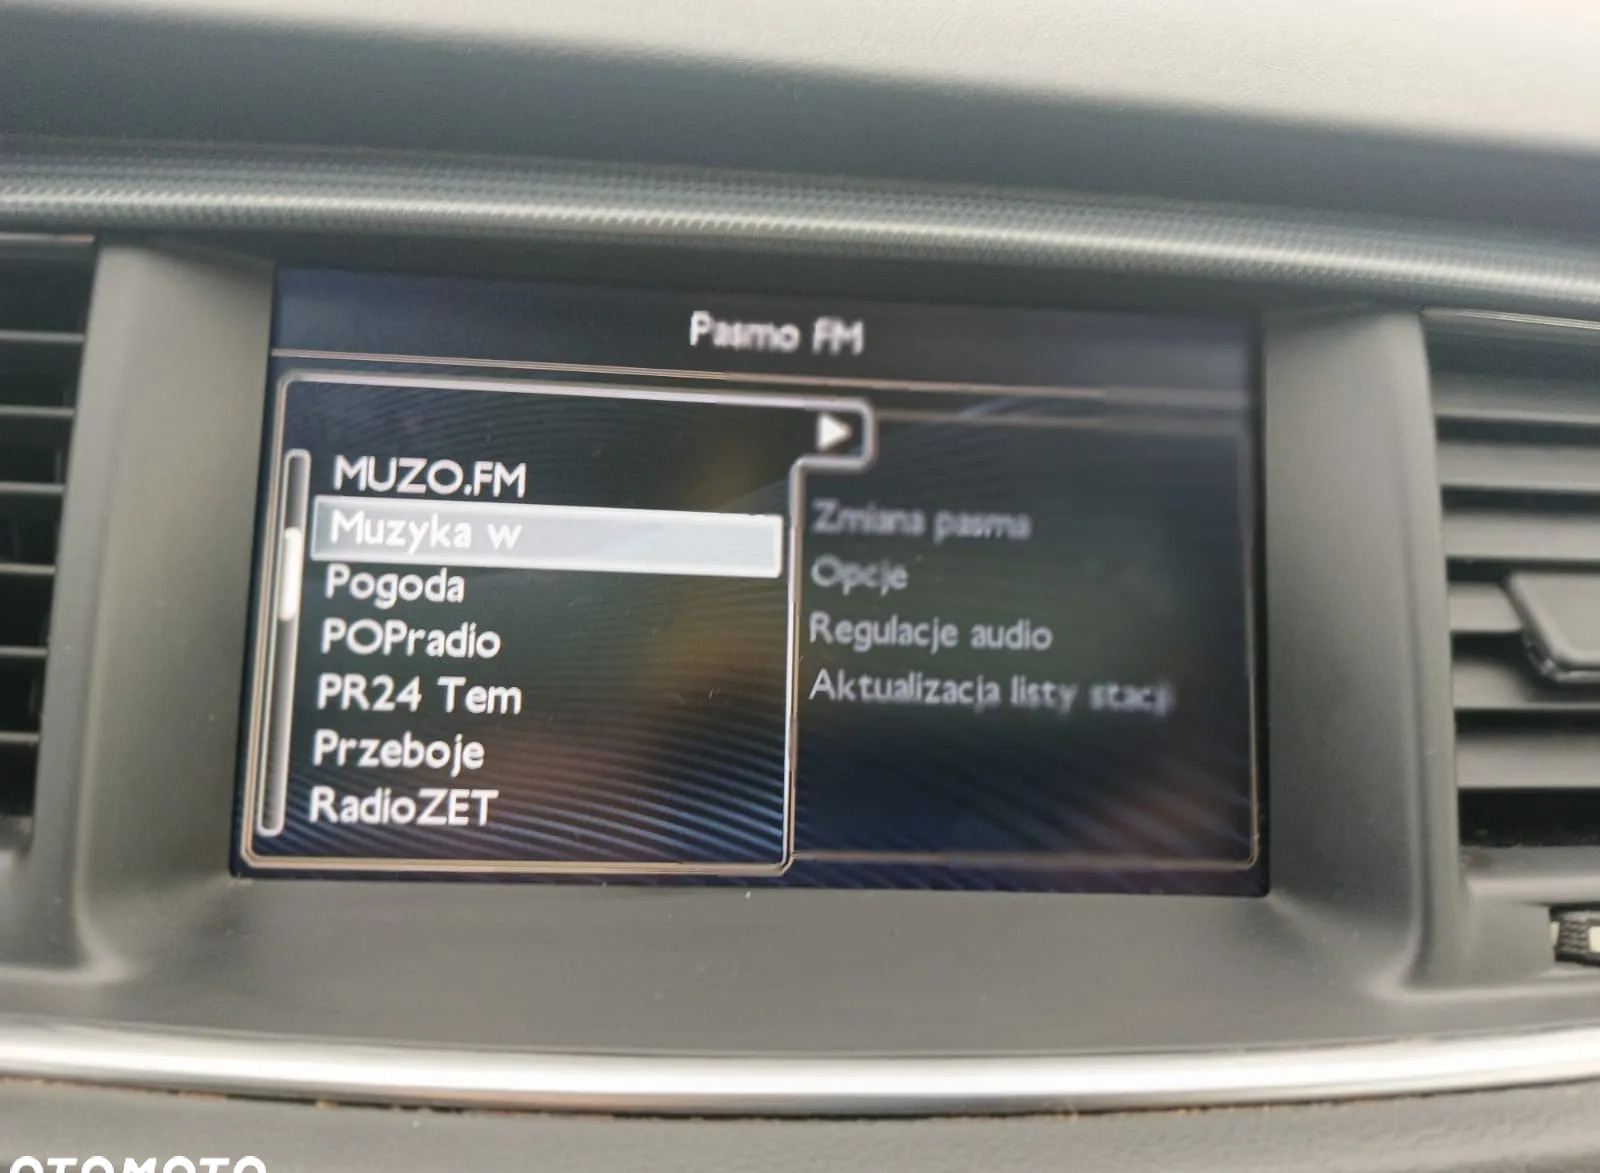 Pasmo FM
MUZO.FM
Muzyka w
Pogoda
POPradio
PR24 Tem
Przeboje
RadioZET
Zmiana pasma
Opcje
Regulacje audio
Aktualizacja listy stacji
OTOMOTO